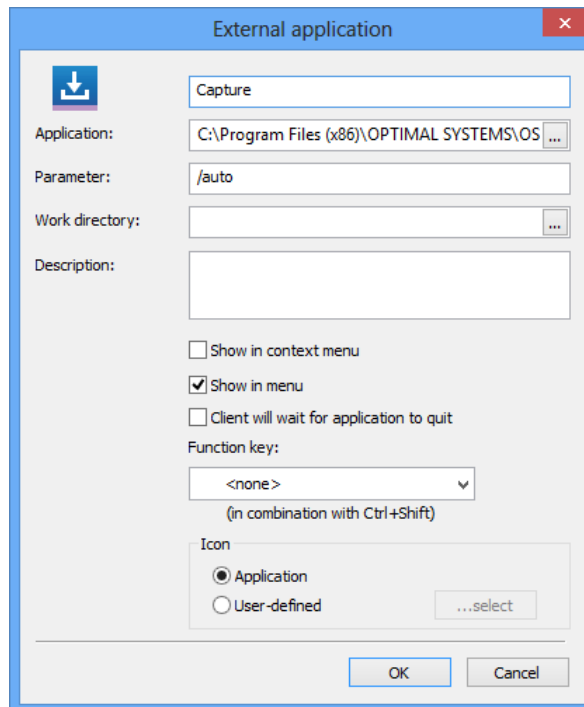 External application
Capture
Application: C:\Program Files (x86)\OPTIMAL SYSTEMS\OS ...
Parameter: /auto
Work directory: ...
Description:
Show in context menu
Show in menu
Client will wait for application to quit
Function key:
<none>
(in combination with Ctrl+Shift)
Icon
Application
User-defined ...select
OK Cancel